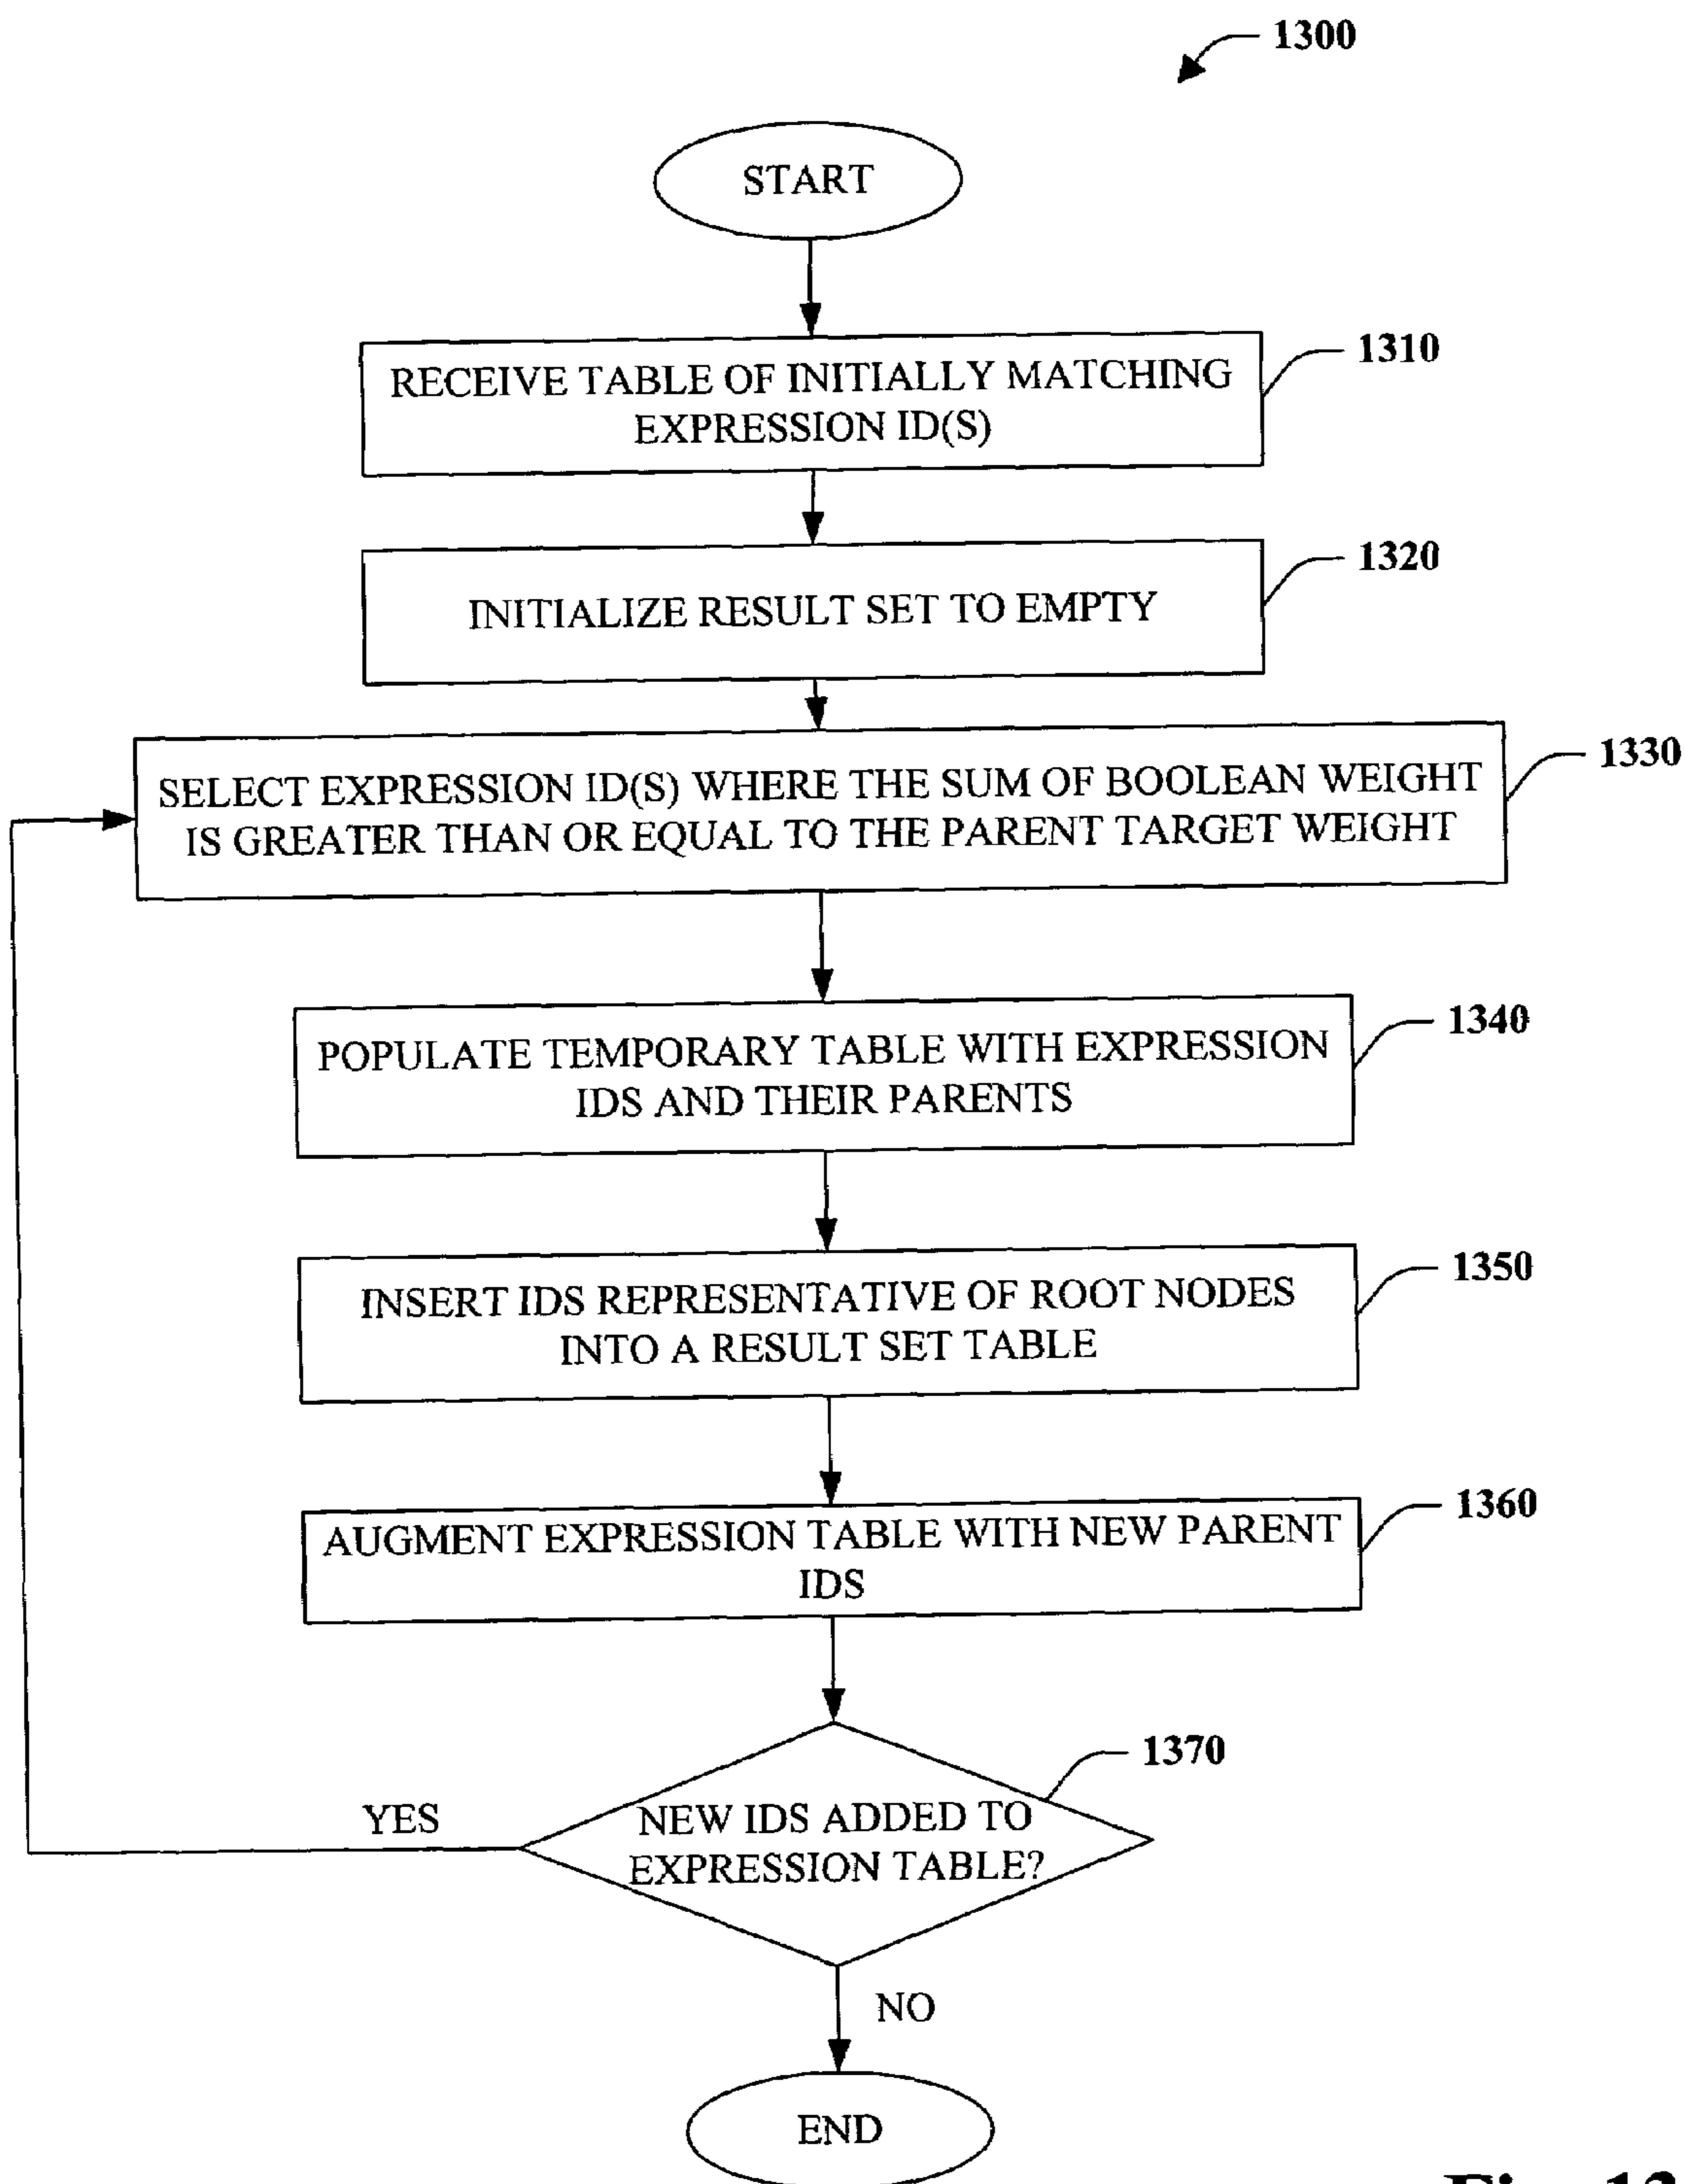 1300
START
RECEIVE TABLE OF INITIALLY MATCHING
EXPRESSION ID(S)
1310
INITIALIZE RESULT SET TO EMPTY
1320
SELECT EXPRESSION ID(S) WHERE THE SUM OF BOOLEAN WEIGHT
IS GREATER THAN OR EQUAL TO THE PARENT TARGET WEIGHT
1330
POPULATE TEMPORARY TABLE WITH EXPRESSION
IDS AND THEIR PARENTS
1340
INSERT IDS REPRESENTATIVE OF ROOT NODES
INTO A RESULT SET TABLE
1350
AUGMENT EXPRESSION TABLE WITH NEW PARENT
IDS
1360
1370
YES
NEW IDS ADDED TO
EXPRESSION TABLE?
NO
END